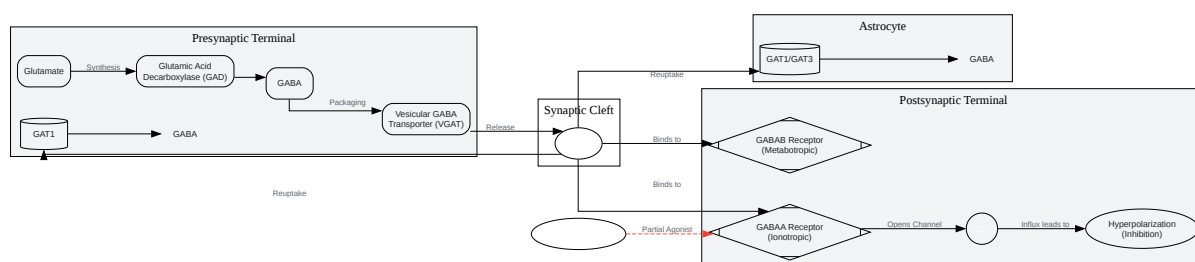 Presynaptic Terminal
Glutamate
Synthesis
Glutamic Acid
Decarboxylase (GAD)
GABA
Packaging
Vesicular GABA
Transporter (VGAT)
GAT1
GABA
Release
Reuptake
Synaptic Cleft
Astrocyte
GAT1/GAT3
GABA
Reuptake
Postsynaptic Terminal
Binds to
GABAB Receptor
(Metabotropic)
Binds to
Partial Agonist
GABAA Receptor
(Ionotropic)
Opens Channel
Influx leads to
Hyperpolarization
(Inhibition)